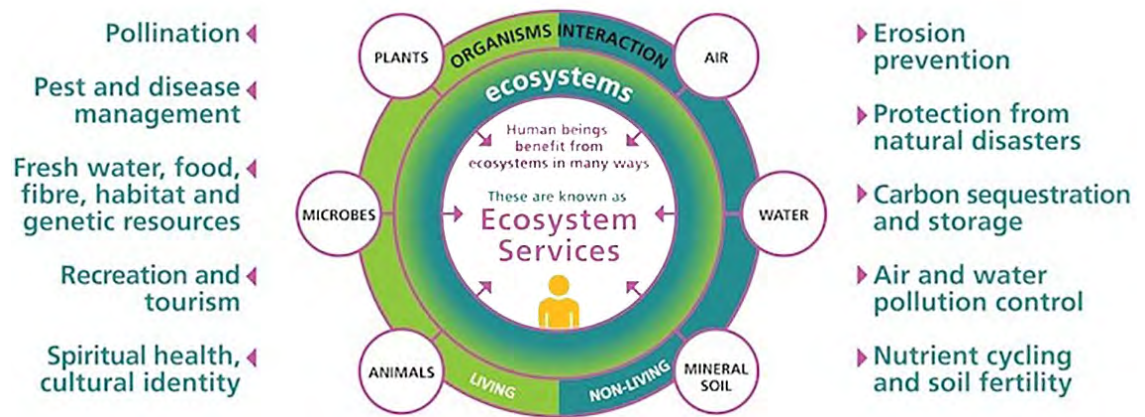 Pollination
Pest and disease
management
Fresh water, food,
fibre, habitat and
genetic resources
Recreation and
tourism
Spiritual health,
cultural identity
PLANTS
ORGANISMS
INTERACTION
AIR
ecosystems
Human beings
benefit from
ecosystems in many ways
These are known as
Ecosystem
Services
MICROBES
WATER
ANIMALS
LIVING
NON-LIVING
MINERAL
SOIL
Erosion
prevention
Protection from
natural disasters
Carbon sequestration
and storage
Air and water
pollution control
Nutrient cycling
and soil fertility